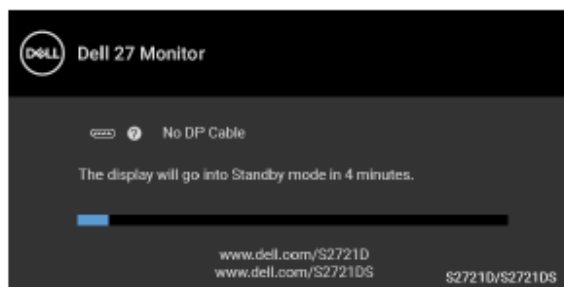 DELL
Dell 27 Monitor
? No DP Cable
The display will go into Standby mode in 4 minutes.
www.dell.com/S2721D
www.dell.com/S2721DS
S2721D/S2721DS